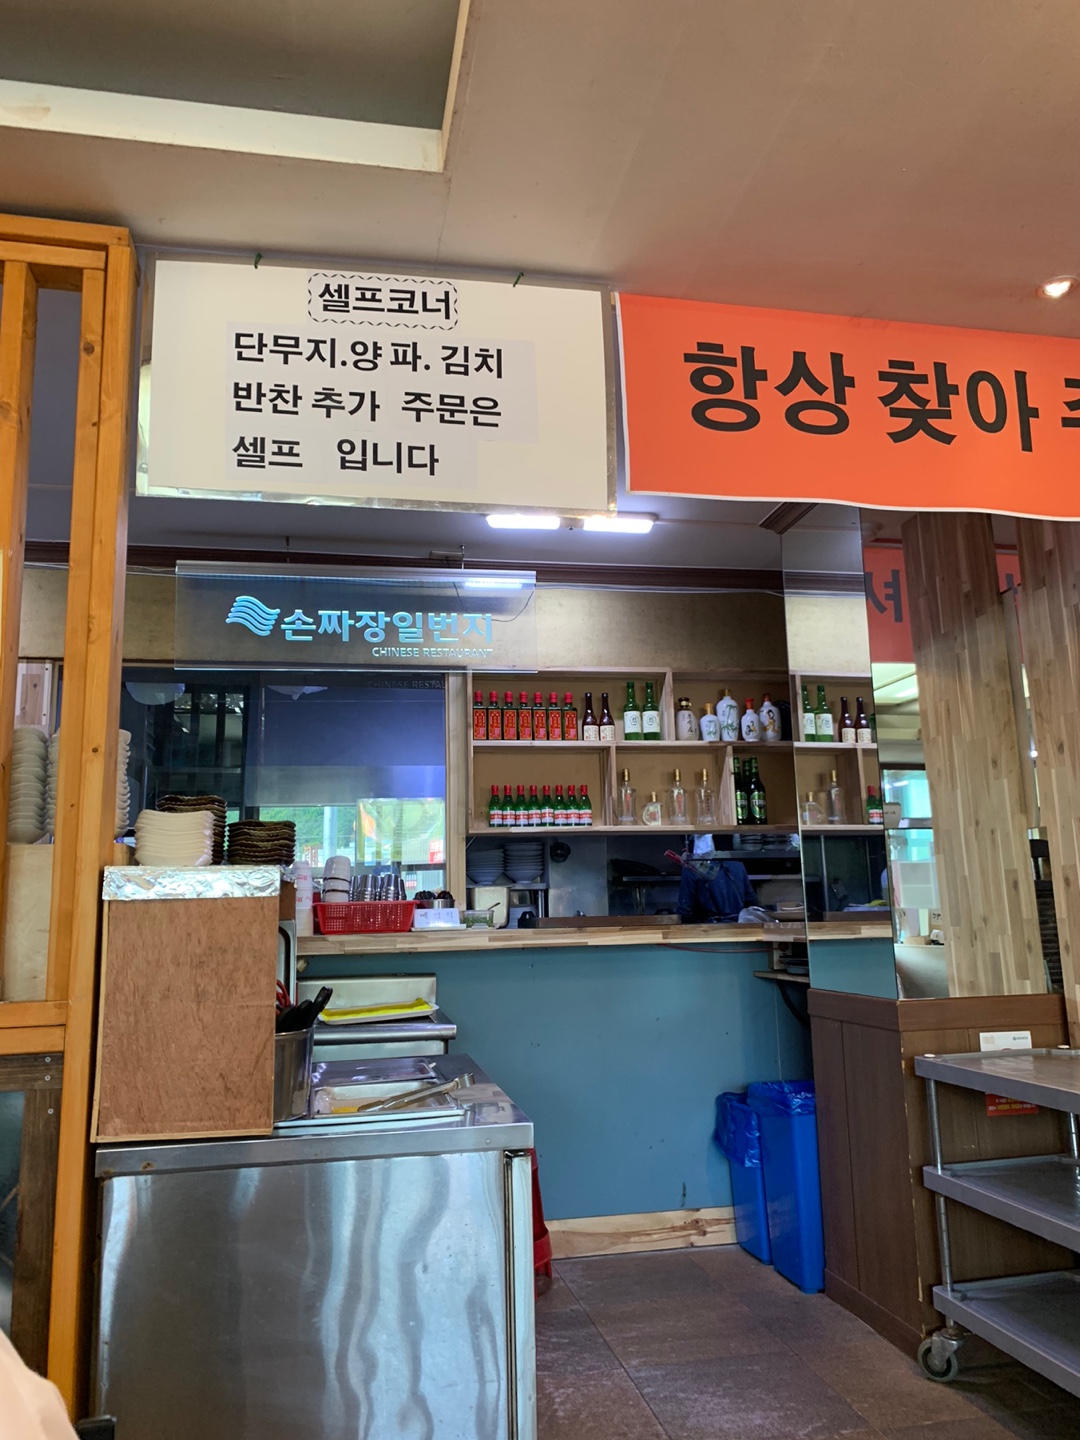 셀프코너
단무지.양파. 김치
반찬 추가 주문은
셀프 입니다
항상 찾아
손짜장일번지
CHINESE RESTAURANT